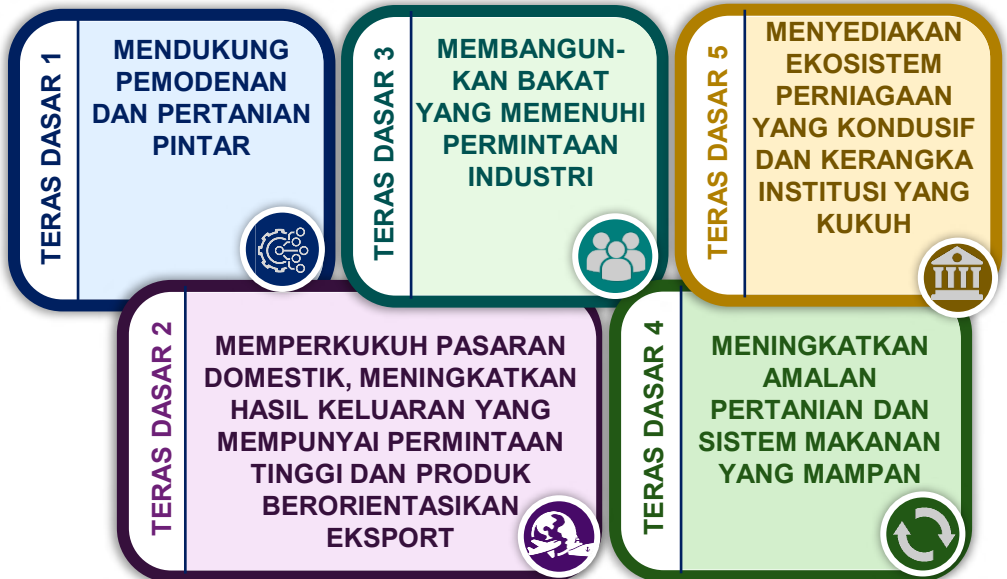 TERAS DASAR 1
MENDUKUNG
PEMODENAN
DAN PERTANIAN
PINTAR
TERAS DASAR 3
MEMBANGUN-
KAN BAKAT
YANG MEMENUHI
PERMINTAAN
INDUSTRI
TERAS DASAR 5
MENYEDIAKAN
EKOSISTEM
PERNIAGAAN
YANG KONDUSIF
DAN KERANGKA
INSTITUSI YANG
KUKUH
TERAS DASAR 2
MEMPERKUKUH PASARAN
DOMESTIK, MENINGKATKAN
HASIL KELUARAN YANG
MEMPUNYAI PERMINTAAN
TINGGI DAN PRODUK
BERORIENTASIKAN
EKSPORT
TERAS DASAR 4
MENINGKATKAN
AMALAN
PERTANIAN DAN
SISTEM MAKANAN
YANG MAMPAN